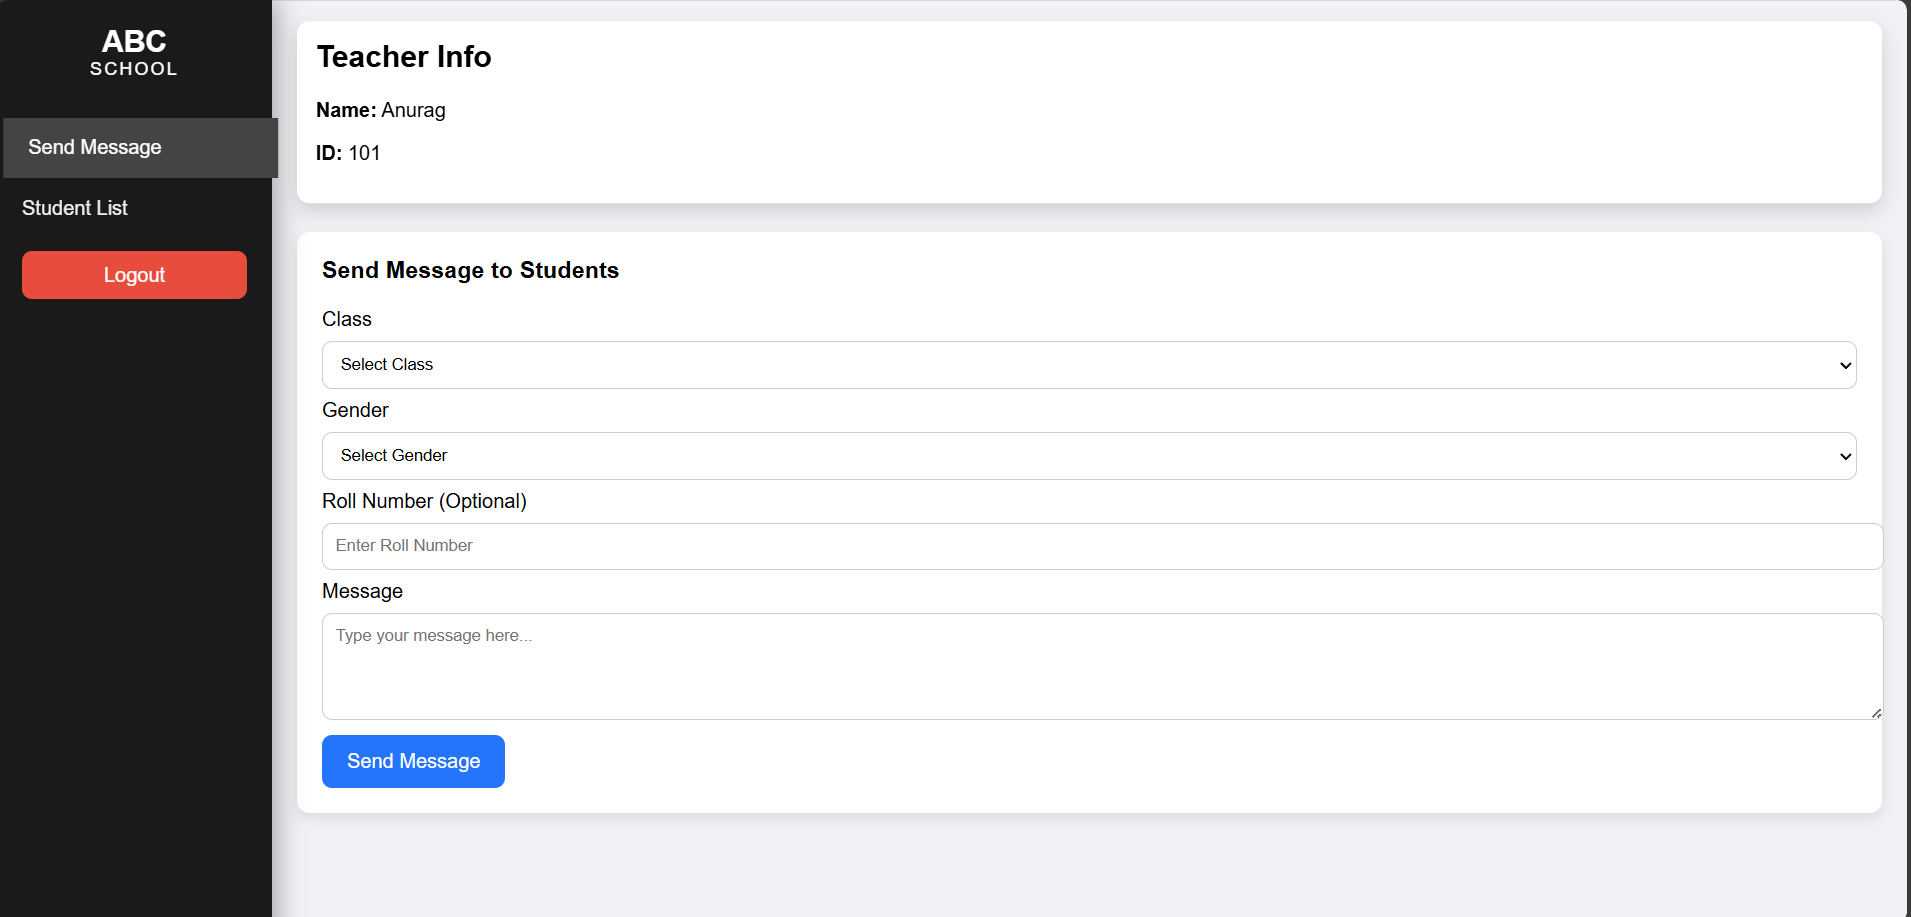 ABC
SCHOOL
Send Message
Student List
Logout
Teacher Info
Name: Anurag
ID: 101
Send Message to Students
Class
Select Class
Gender
Select Gender
Roll Number (Optional)
Enter Roll Number
Message
Type your message here...
Send Message